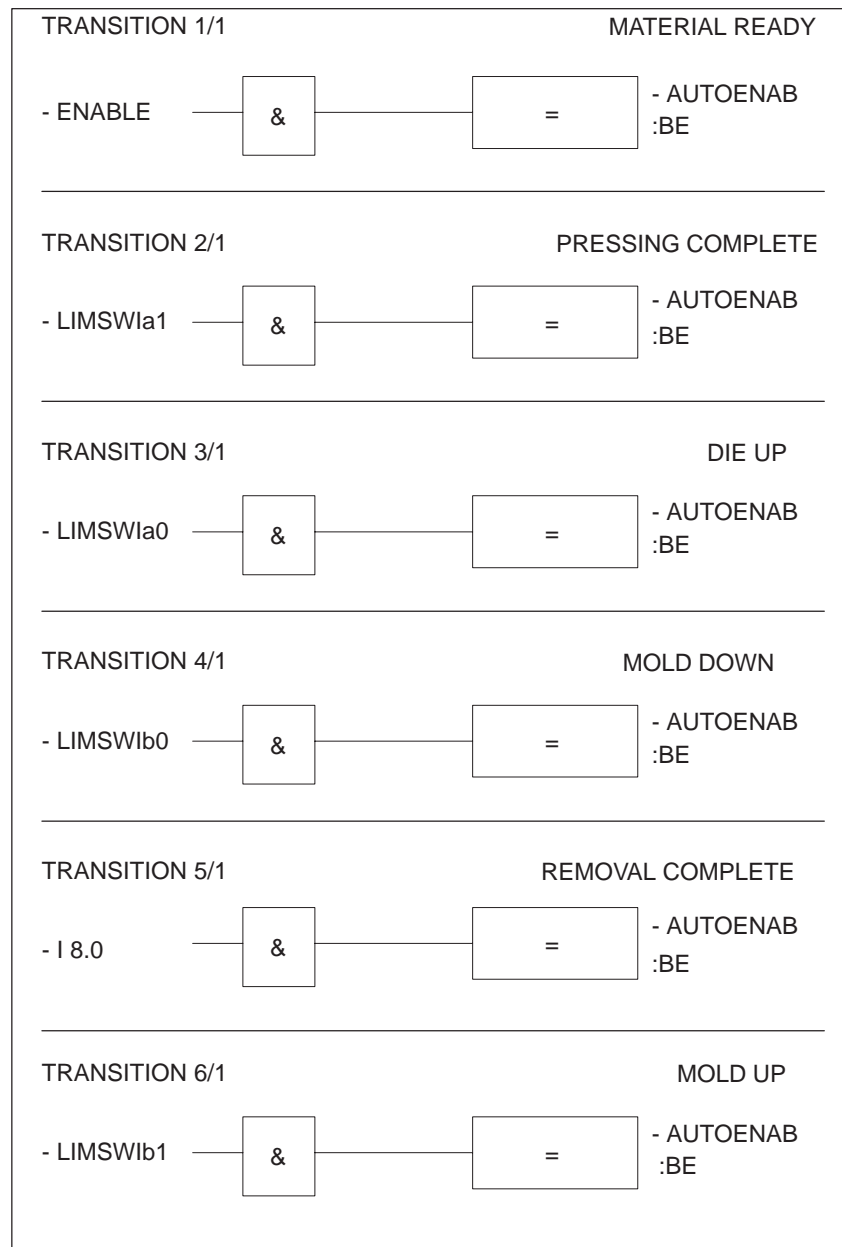 TRANSITION 1/1 MATERIAL READY
- ENABLE & = - AUTOENAB
:BE
TRANSITION 2/1 PRESSING COMPLETE
- LIMSWIa1 & = - AUTOENAB
:BE
TRANSITION 3/1 DIE UP
- LIMSWIa0 & = - AUTOENAB
:BE
TRANSITION 4/1 MOLD DOWN
- LIMSWIb0 & = - AUTOENAB
:BE
TRANSITION 5/1 REMOVAL COMPLETE
- I 8.0 & = - AUTOENAB
:BE
TRANSITION 6/1 MOLD UP
- LIMSWIb1 & = - AUTOENAB
:BE